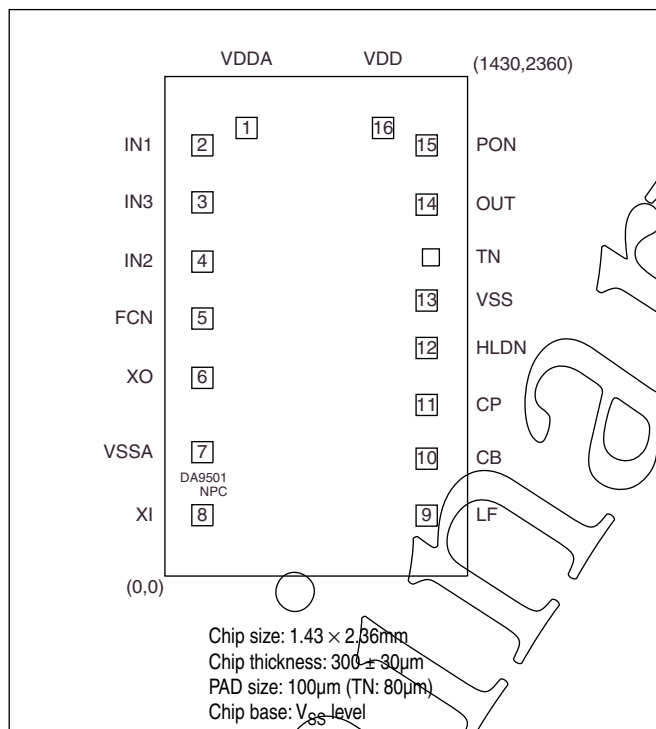 VDDA VDD (1430,2360)
1 16
IN1 2 15 PON
IN3 3 14 OUT
IN2 4 TN
FCN 5 13 VSS
12 HLDN
XO 6
11 CP
VSSA 7 10 CB
DA9501
NPC
XI 8 9 LF
(0,0)
Chip size: 1.43 × 2.36mm
Chip thickness: 300 ± 30µm
PAD size: 100µm (TN: 80µm)
Chip base: VSS level